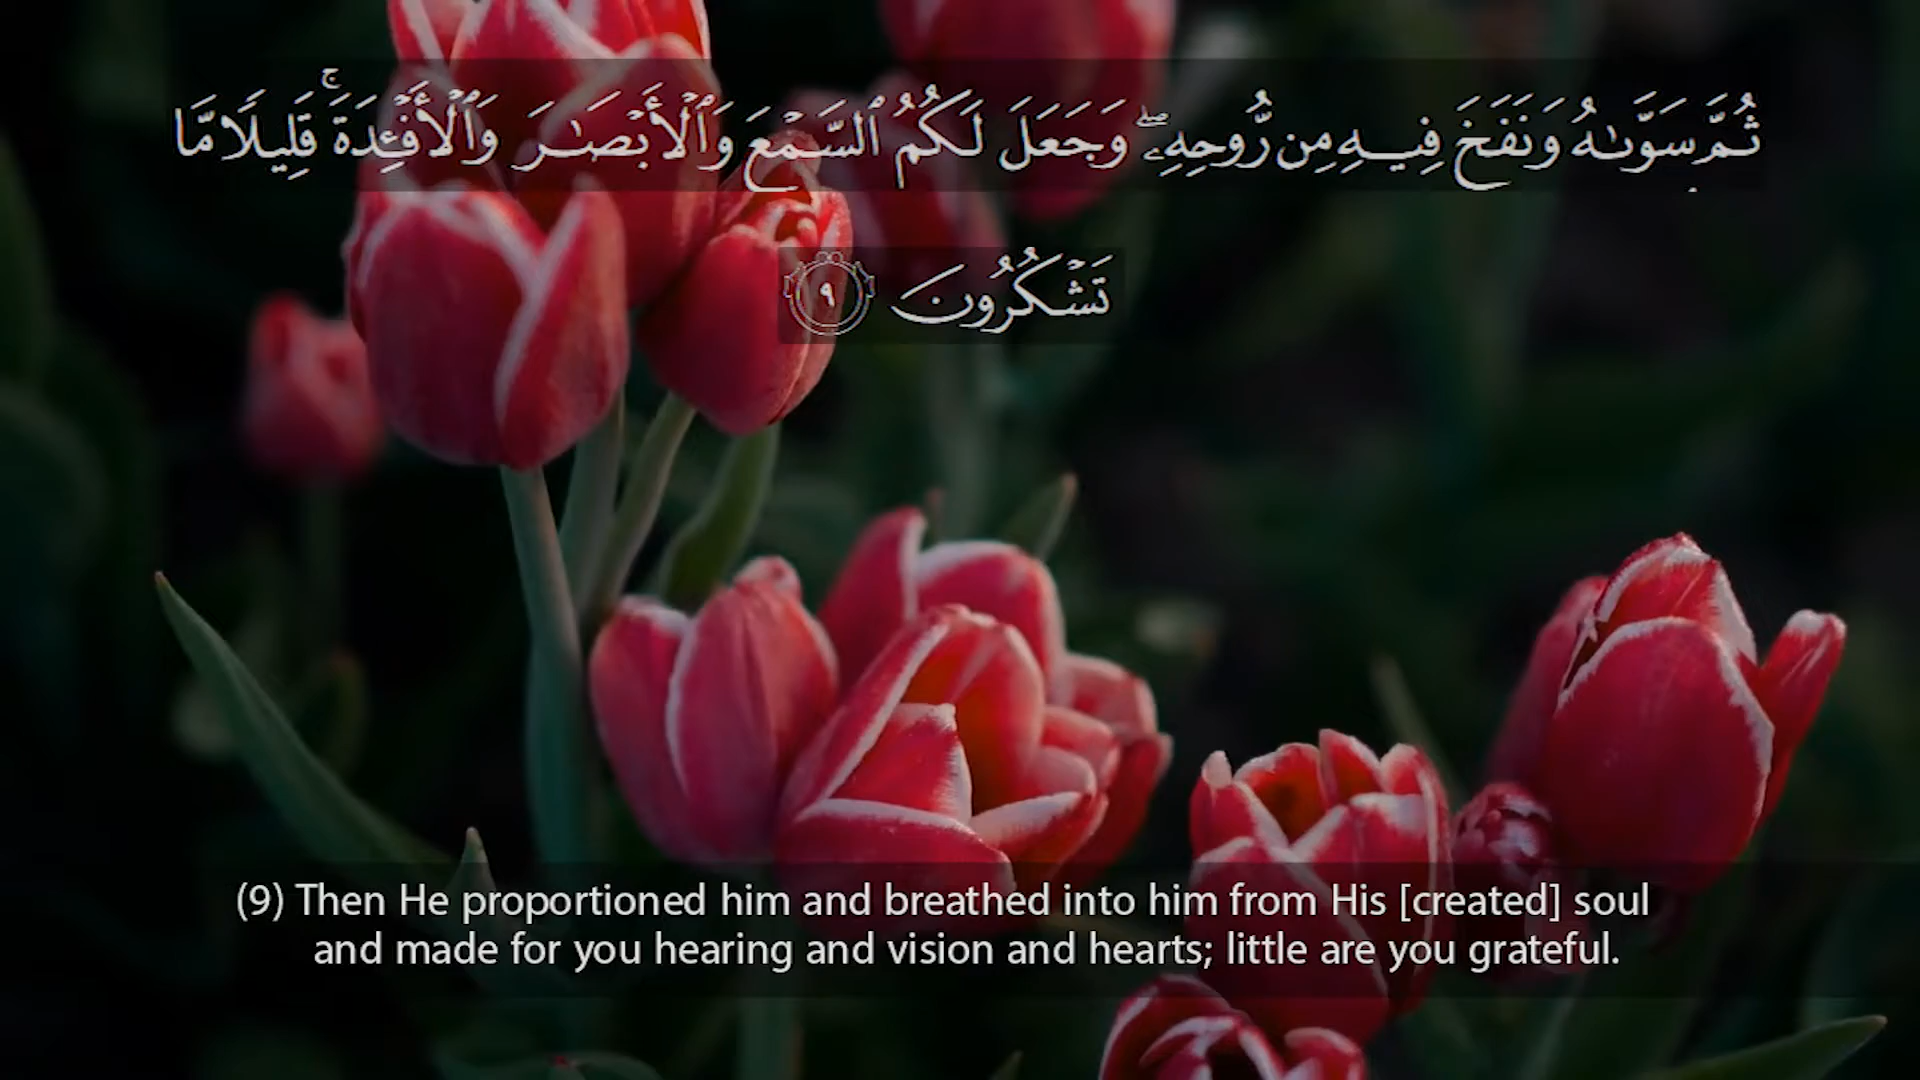 ثُمَّ سَوَّىٰهُ وَنَفَخَ فِيهِ مِن رُّوحِهِۦۖ وَجَعَلَ لَكُمُ ٱلسَّمْعَ وَٱلْأَبْصَـٰرَ وَٱلْأَفْـِٔدَةَۚ قَلِيلًا مَّا
تَشْكُرُونَ ٩
(9) Then He proportioned him and breathed into him from His [created] soul
and made for you hearing and vision and hearts; little are you grateful.